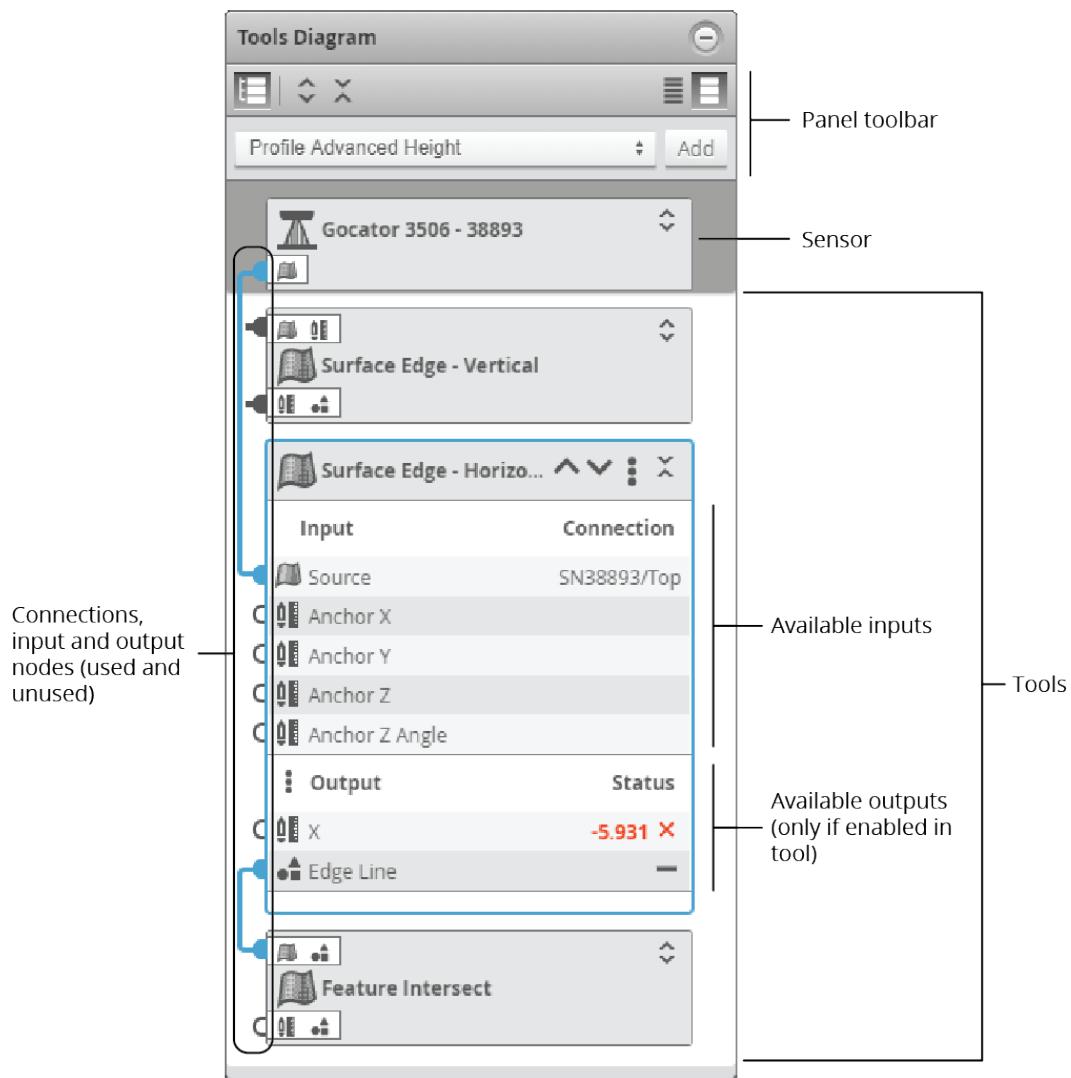 Tools Diagram
Profile Advanced Height
Add
Panel toolbar
Gocator 3506 - 38893
Sensor
Surface Edge - Vertical
Surface Edge - Horizo...
Input Connection
Source SN38893/Top
Anchor X
Anchor Y
Anchor Z
Anchor Z Angle
Available inputs
Connections,
input and output
nodes (used and
unused)
Tools
Output Status
X -5.931
Edge Line
Available outputs
(only if enabled in
tool)
Feature Intersect